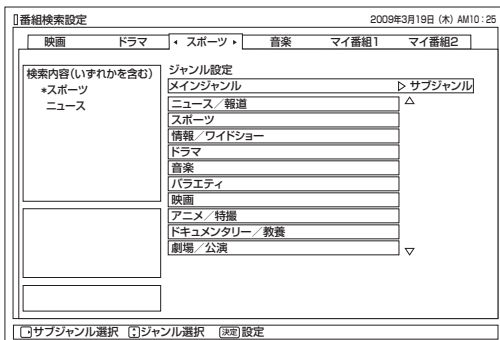 番組検索設定 2009年3月19日 (木) AM10:25
映画 ドラマ スポーツ 音楽 マイ番組1 マイ番組2
検索内容(いずれかを含む)
*スポーツ
ニュース
ジャンル設定
メインジャンル ▷ サブジャンル
ニュース/報道
スポーツ
情報/ワイドショー
ドラマ
音楽
バラエティ
映画
アニメ/特撮
ドキュメンタリー/教養
劇場/公演
サブジャンル選択 ジャンル選択 決定 設定